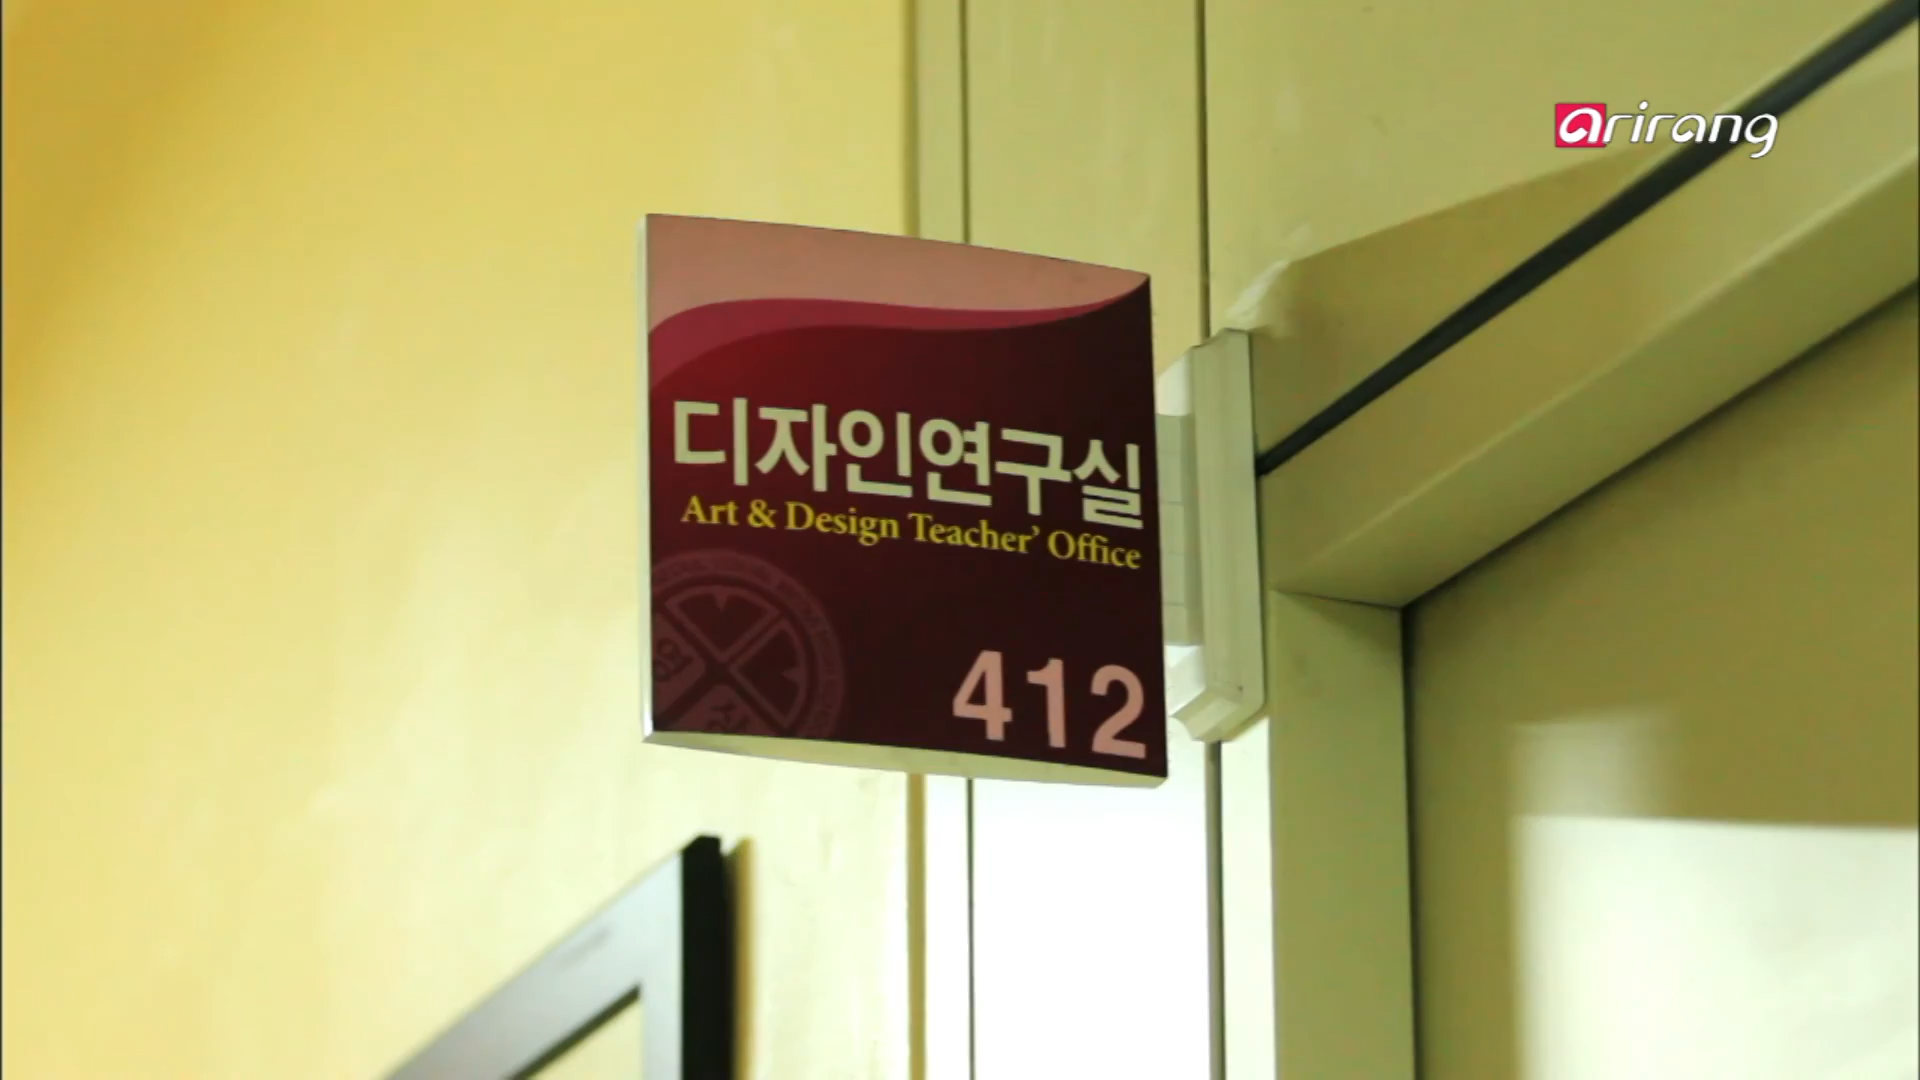 arirang
디자인연구실
Art & Design Teacher’ Office
412